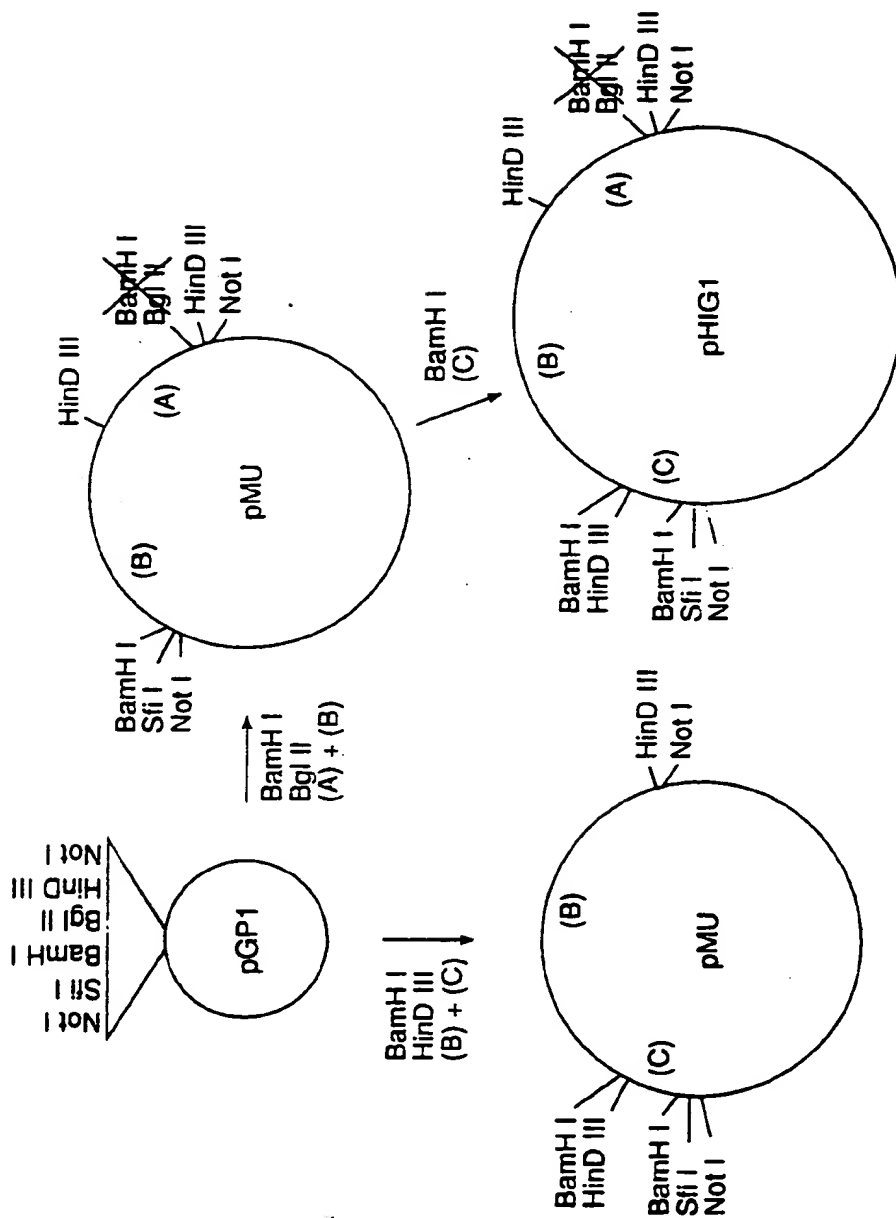 Not I
Sfi I
BamH I
Bgl II
HinD III
Not I
pGP1
BamH I
Bgl II
(A) + (B)
BamH I
Sfi I
Not I
(B)
HinD III
(A)
BamH I
Bgl II
HinD III
Not I
pMU
BamH I
HinD III
(B) + (C)
BamH I
(C)
BamH I
HinD III
(C)
BamH I
Sfi I
Not I
(B)
HinD III
Not I
pMU
BamH I
HinD III
(C)
BamH I
Sfi I
Not I
(B)
HinD III
(A)
BamH I
Bgl II
HinD III
Not I
pHIG1